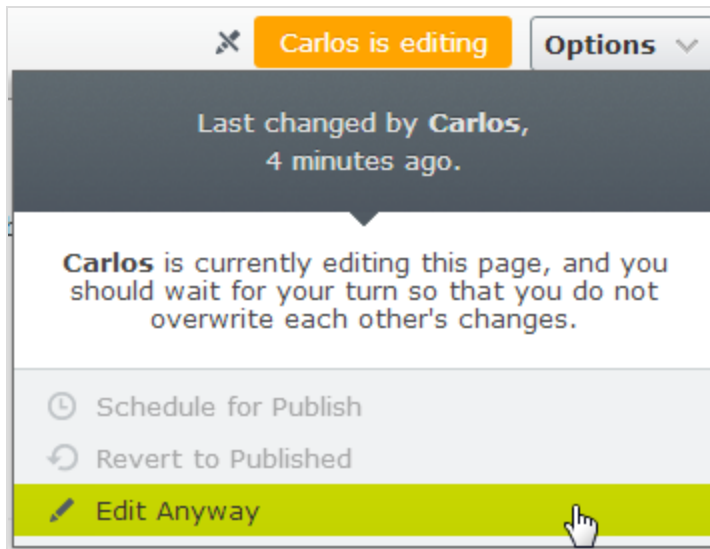 Carlos is editing
Options
Last changed by Carlos,
4 minutes ago.
Carlos is currently editing this page, and you
should wait for your turn so that you do not
overwrite each other's changes.
Schedule for Publish
Revert to Published
Edit Anyway